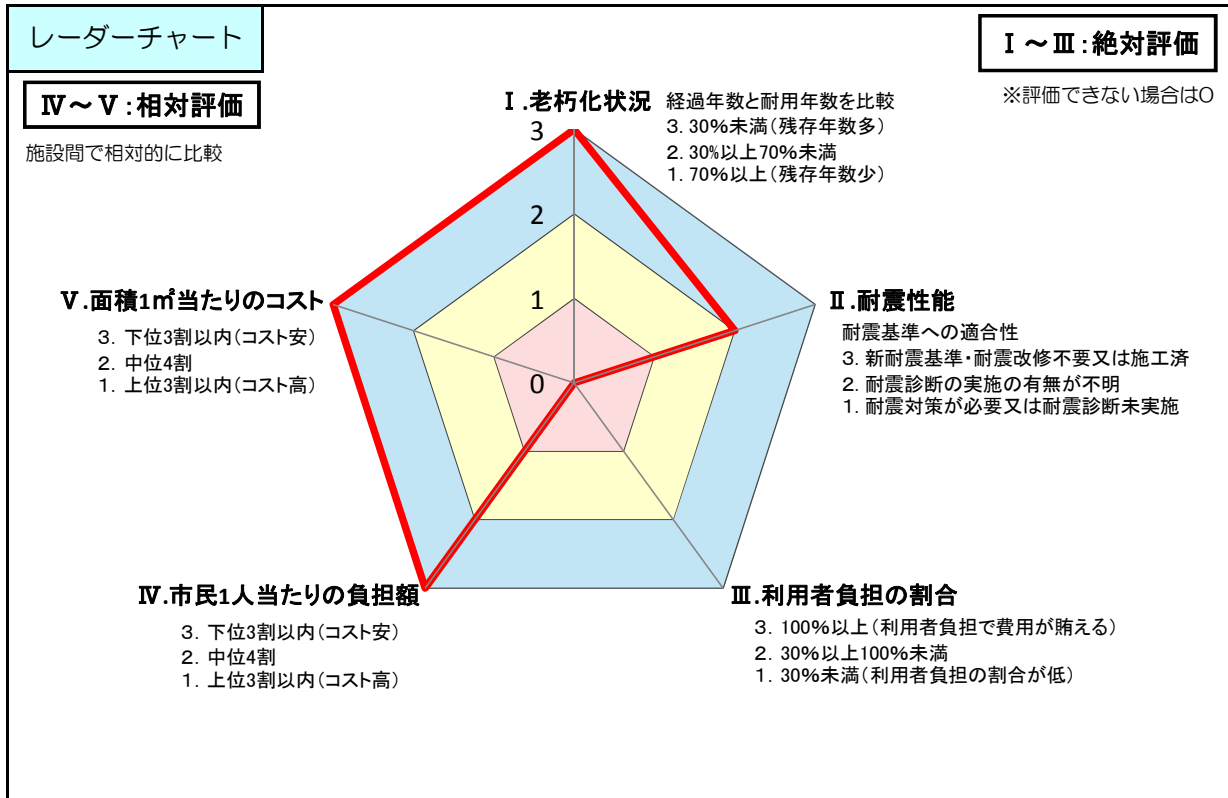 レーダーチャート
Ⅰ～Ⅲ:絶対評価
※評価できない場合は0
Ⅳ～Ⅴ:相対評価
施設間で相対的に比較
Ⅰ.老朽化状況 経過年数と耐用年数を比較
3. 30%未満(残存年数多)
2. 30%以上70%未満
1. 70%以上(残存年数少)
3
2
1
0
Ⅱ.耐震性能
耐震基準への適合性
3. 新耐震基準・耐震改修不要又は施工済
2. 耐震診断の実施の有無が不明
1. 耐震対策が必要又は耐震診断未実施
Ⅴ.面積1㎡当たりのコスト
3. 下位3割以内(コスト安)
2. 中位4割
1. 上位3割以内(コスト高)
Ⅳ.市民1人当たりの負担額
3. 下位3割以内(コスト安)
2. 中位4割
1. 上位3割以内(コスト高)
Ⅲ.利用者負担の割合
3. 100%以上(利用者負担で費用が賄える)
2. 30%以上100%未満
1. 30%未満(利用者負担の割合が低)